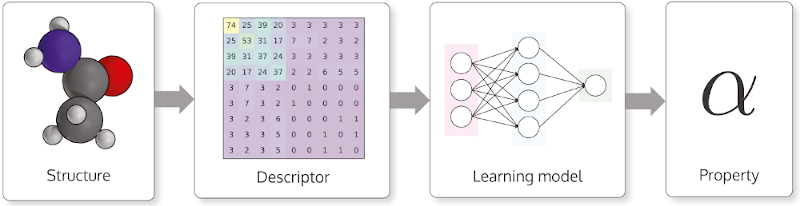 74 25 39 20 3 3 3 3 3
25 53 31 17 7 7 2 3 2
39 31 37 24 3 3 3 3 3
20 17 24 37 2 2 6 5 5
3 7 3 2 0 1 0 0 0
3 7 3 2 1 0 0 0 0
3 2 3 6 0 0 0 1 1
3 3 3 5 0 0 1 0 1
3 2 3 5 0 0 1 1 0
α
Structure
Descriptor
Learning model
Property